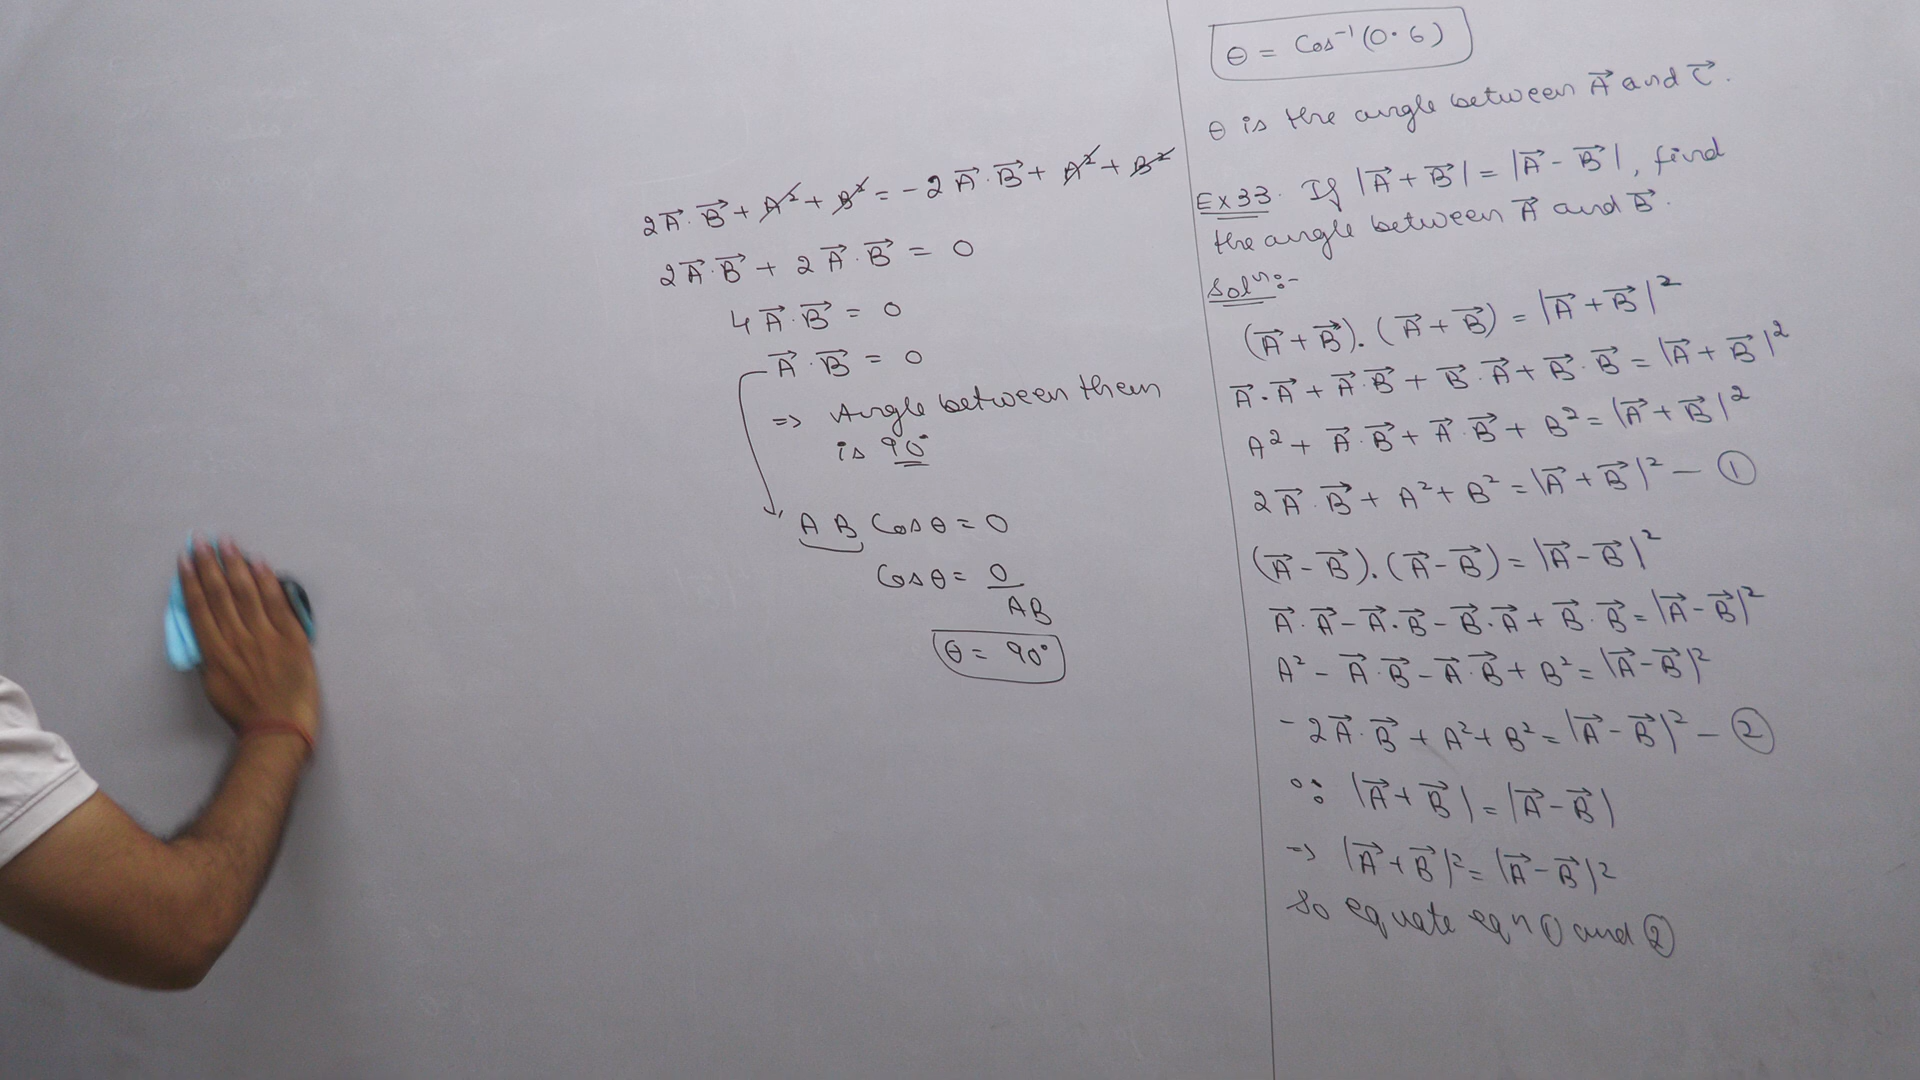 θ = Cos⁻¹(0.6)
θ is the angle between A⃗ and C⃗.
Ex 33. If |A⃗ + B⃗| = |A⃗ - B⃗|, find
the angle between A⃗ and B⃗.
Solⁿ:-
(A⃗ + B⃗).(A⃗ + B⃗) = |A⃗ + B⃗|²
A⃗.A⃗ + A⃗.B⃗ + B⃗.A⃗ + B⃗.B⃗ = |A⃗ + B⃗|²
A² + A⃗.B⃗ + A⃗.B⃗ + B² = |A⃗ + B⃗|²
2A⃗.B⃗ + A² + B² = |A⃗ + B⃗|² — ①
(A⃗ - B⃗).(A⃗ - B⃗) = |A⃗ - B⃗|²
A⃗.A⃗ - A⃗.B⃗ - B⃗.A⃗ + B⃗.B⃗ = |A⃗ - B⃗|²
A² - A⃗.B⃗ - A⃗.B⃗ + B² = |A⃗ - B⃗|²
-2A⃗.B⃗ + A² + B² = |A⃗ - B⃗|² — ②
∵ |A⃗ + B⃗| = |A⃗ - B⃗|
=> |A⃗ + B⃗|² = |A⃗ - B⃗|²
So equate eqn ① and ②
2A⃗.B⃗ + A² + B² = -2A⃗.B⃗ + A² + B²
2A⃗.B⃗ + 2A⃗.B⃗ = 0
4A⃗.B⃗ = 0
A⃗.B⃗ = 0
=> Angle between them
is 90°
AB Cosθ = 0
Cosθ = 0/AB
θ = 90°